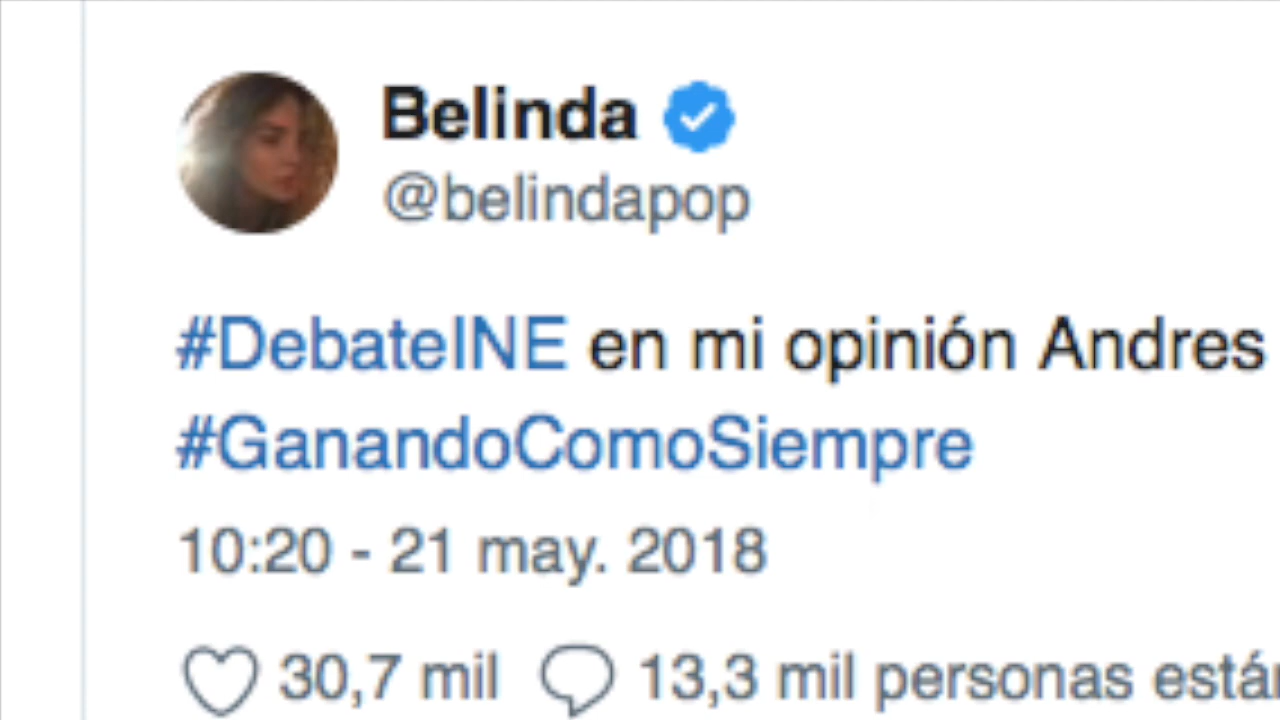 Belinda
@belindapop
#DebateINE en mi opinión Andres
#GanandoComoSiempre
10:20 - 21 may. 2018
30,7 mil 13,3 mil personas están